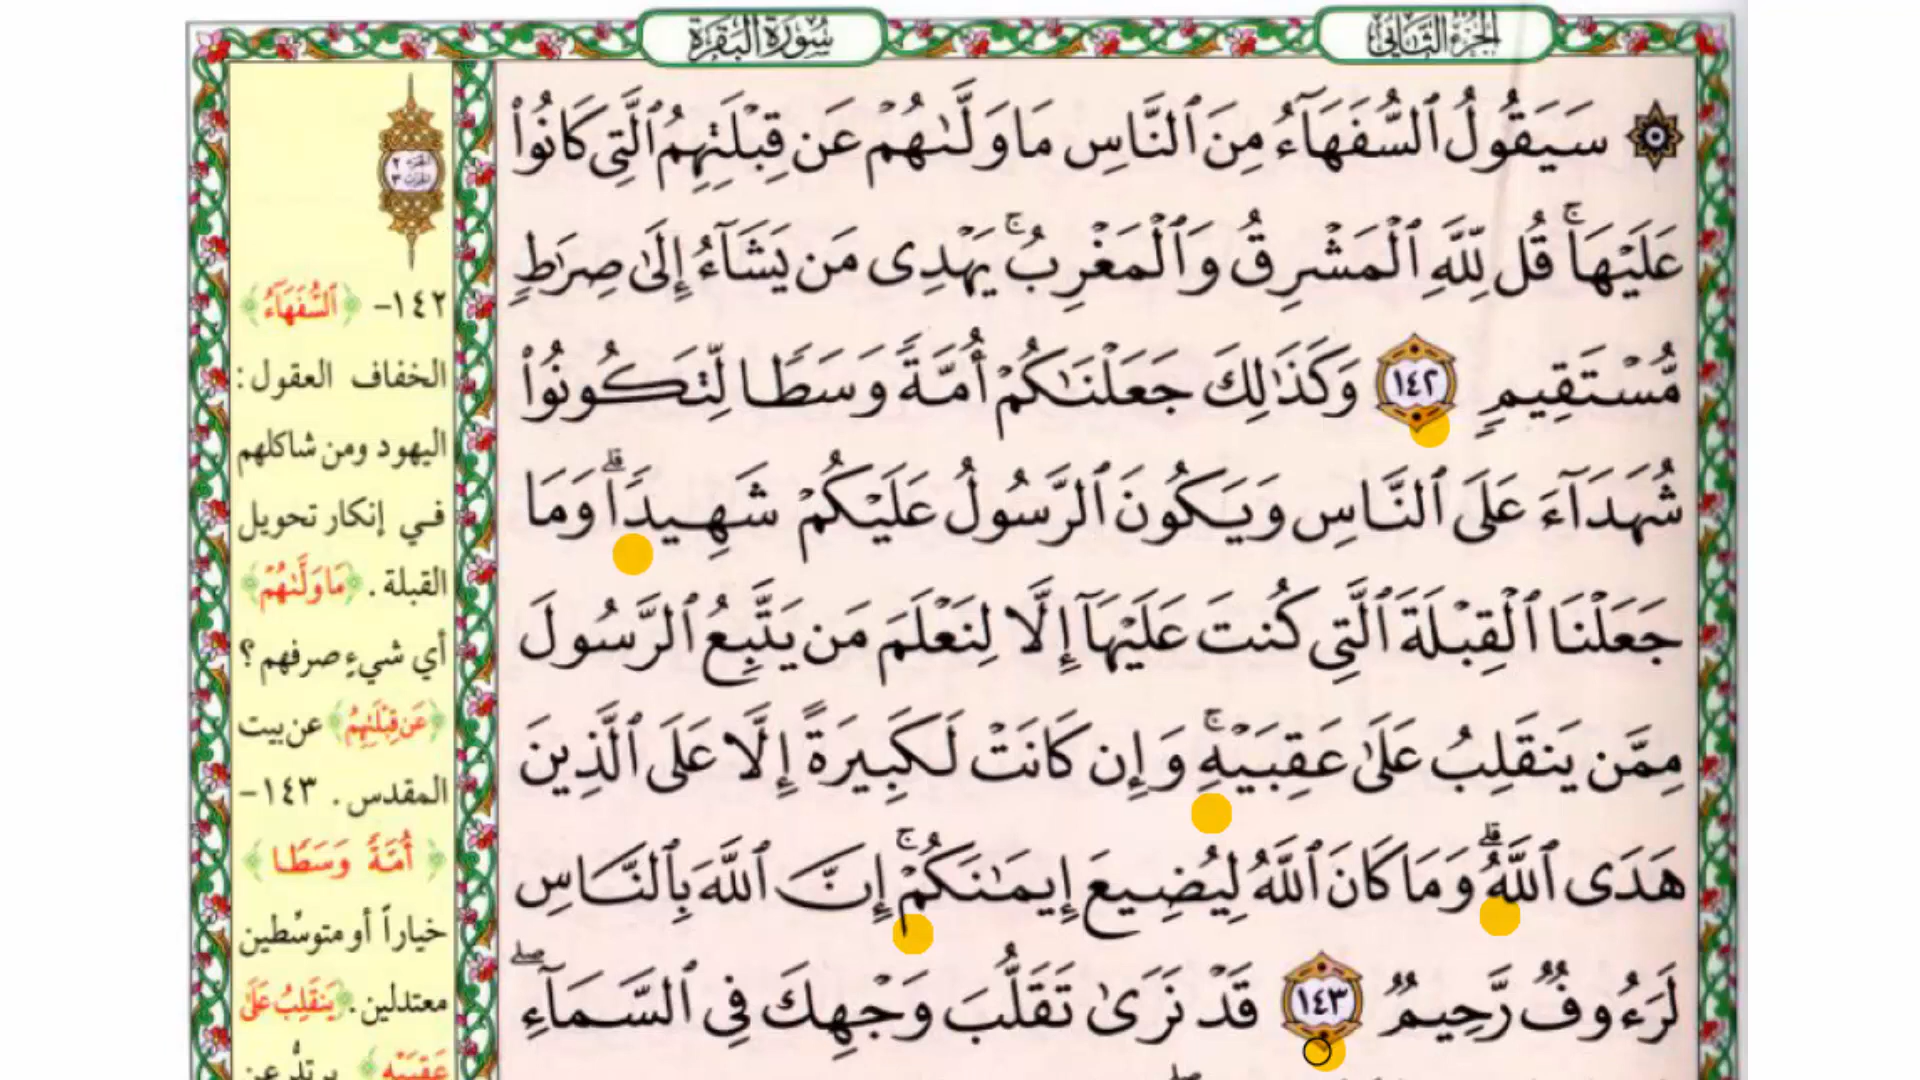 سُورَةُ البَقَرَةِ
الجُزْءُ الثَّانِي
۞ سَيَقُولُ ٱلسُّفَهَآءُ مِنَ ٱلنَّاسِ مَا وَلَّىٰهُمْ عَن قِبْلَتِهِمُ ٱلَّتِى كَانُوا۟
عَلَيْهَا ۚ قُل لِّلَّهِ ٱلْمَشْرِقُ وَٱلْمَغْرِبُ ۚ يَهْدِى مَن يَشَآءُ إِلَىٰ صِرَٰطٍ
مُّسْتَقِيمٍ ١٤٢ وَكَذَٰلِكَ جَعَلْنَٰكُمْ أُمَّةً وَسَطًا لِّتَكُونُوا۟
شُهَدَآءَ عَلَى ٱلنَّاسِ وَيَكُونَ ٱلرَّسُولُ عَلَيْكُمْ شَهِيدًا ۗ وَمَا
جَعَلْنَا ٱلْقِبْلَةَ ٱلَّتِى كُنتَ عَلَيْهَآ إِلَّا لِنَعْلَمَ مَن يَتَّبِعُ ٱلرَّسُولَ
مِمَّن يَنقَلِبُ عَلَىٰ عَقِبَيْهِ ۚ وَإِن كَانَتْ لَكَبِيرَةً إِلَّا عَلَى ٱلَّذِينَ
هَدَى ٱللَّهُ ۗ وَمَا كَانَ ٱللَّهُ لِيُضِيعَ إِيمَٰنَكُمْ ۚ إِنَّ ٱللَّهَ بِٱلنَّاسِ
لَرَءُوفٌ رَّحِيمٌ ١٤٣ قَدْ نَرَىٰ تَقَلُّبَ وَجْهِكَ فِى ٱلسَّمَآءِ ۖ
١٤٢- ﴿ٱلسُّفَهَآءُ﴾
الخفاف العقول:
اليهود ومن شاكلهم
في إنكار تحويل
القبلة. ﴿مَا وَلَّىٰهُمْ﴾
أي شيءٍ صرفهم؟
﴿عَن قِبْلَتِهِمُ﴾ عن بيت
المقدس. ١٤٣-
﴿أُمَّةً وَسَطًا﴾
خياراً أو متوسِّطين
معتدلين. ﴿يَنقَلِبُ عَلَىٰ
عَقِبَيْهِ﴾ يرتدُّ عن